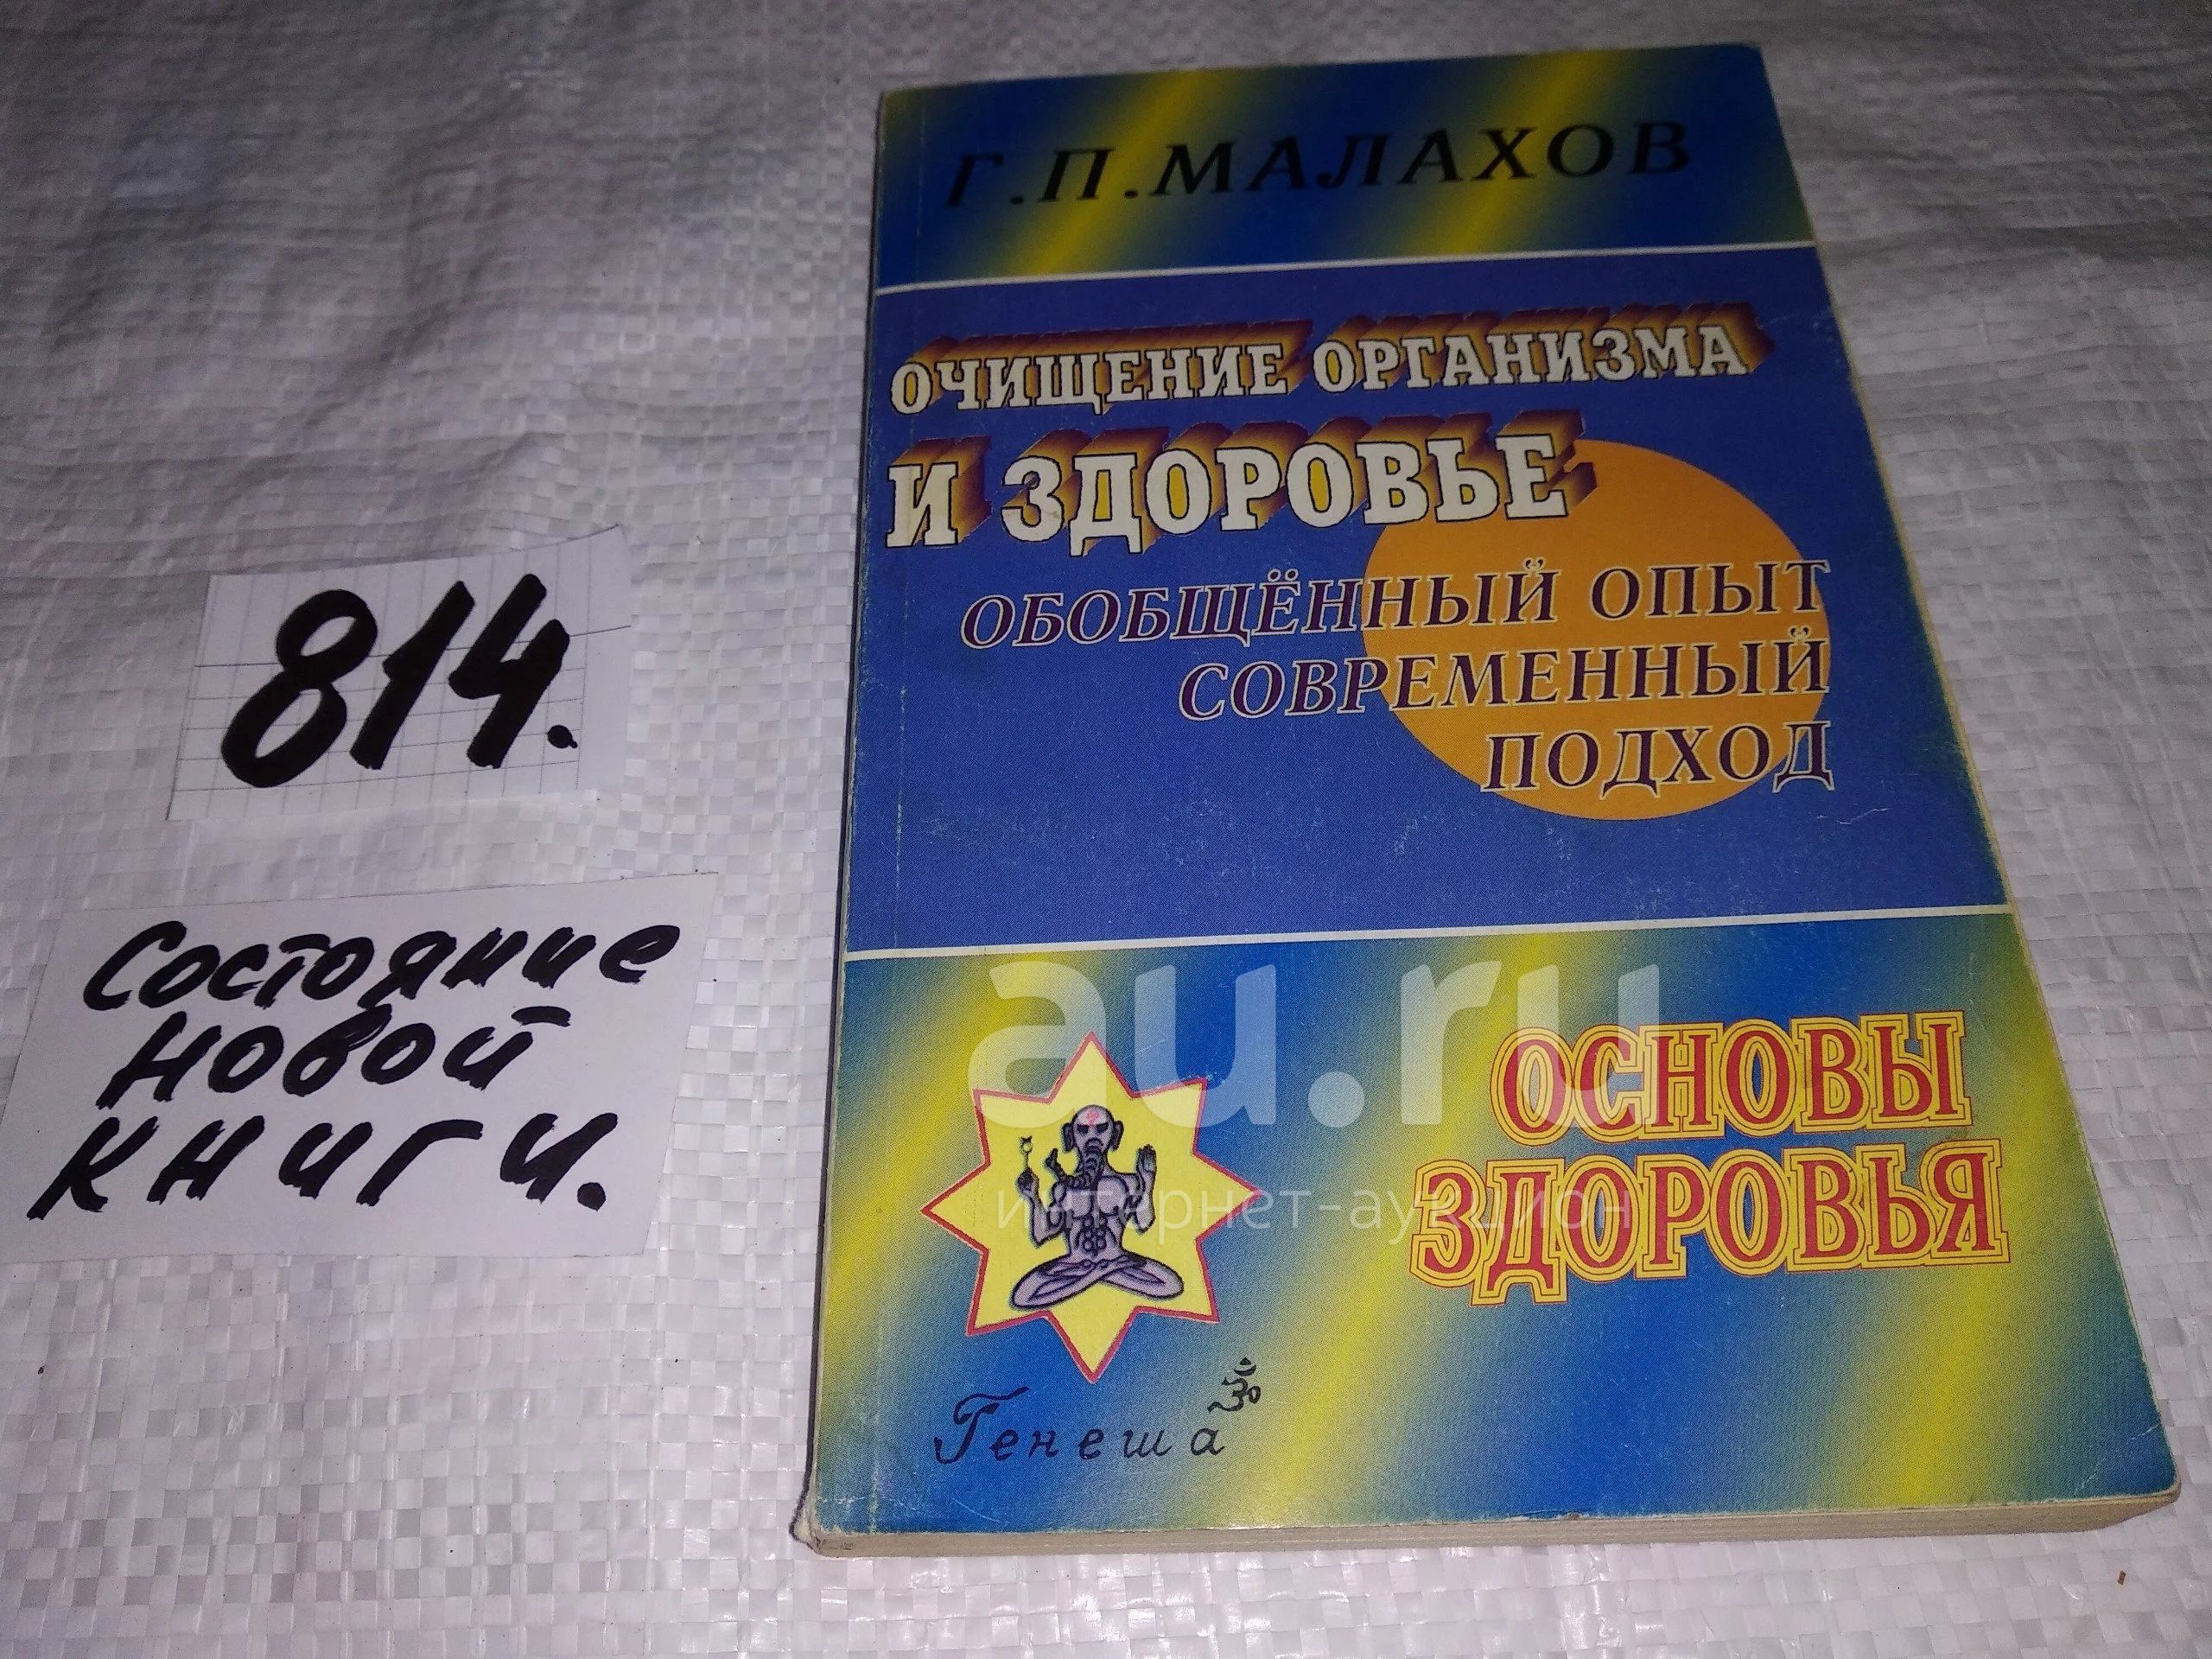 Г.П.МАЛАХОВ
ОЧИЩЕНИЕ ОРГАНИЗМА
И ЗДОРОВЬЕ
ОБОБЩЁННЫЙ ОПЫТ
СОВРЕМЕННЫЙ
ПОДХОД
814.
Состояние
новой
книги.
au.ru
интернет-аукцион
ОСНОВЫ
ЗДОРОВЬЯ
Генеша ॐ